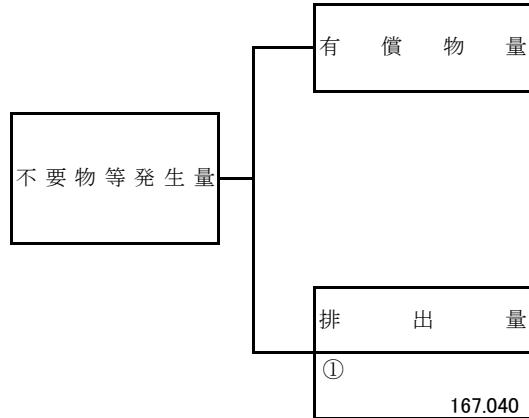 有償物量
不要物等発生量
排出量
①
167.040